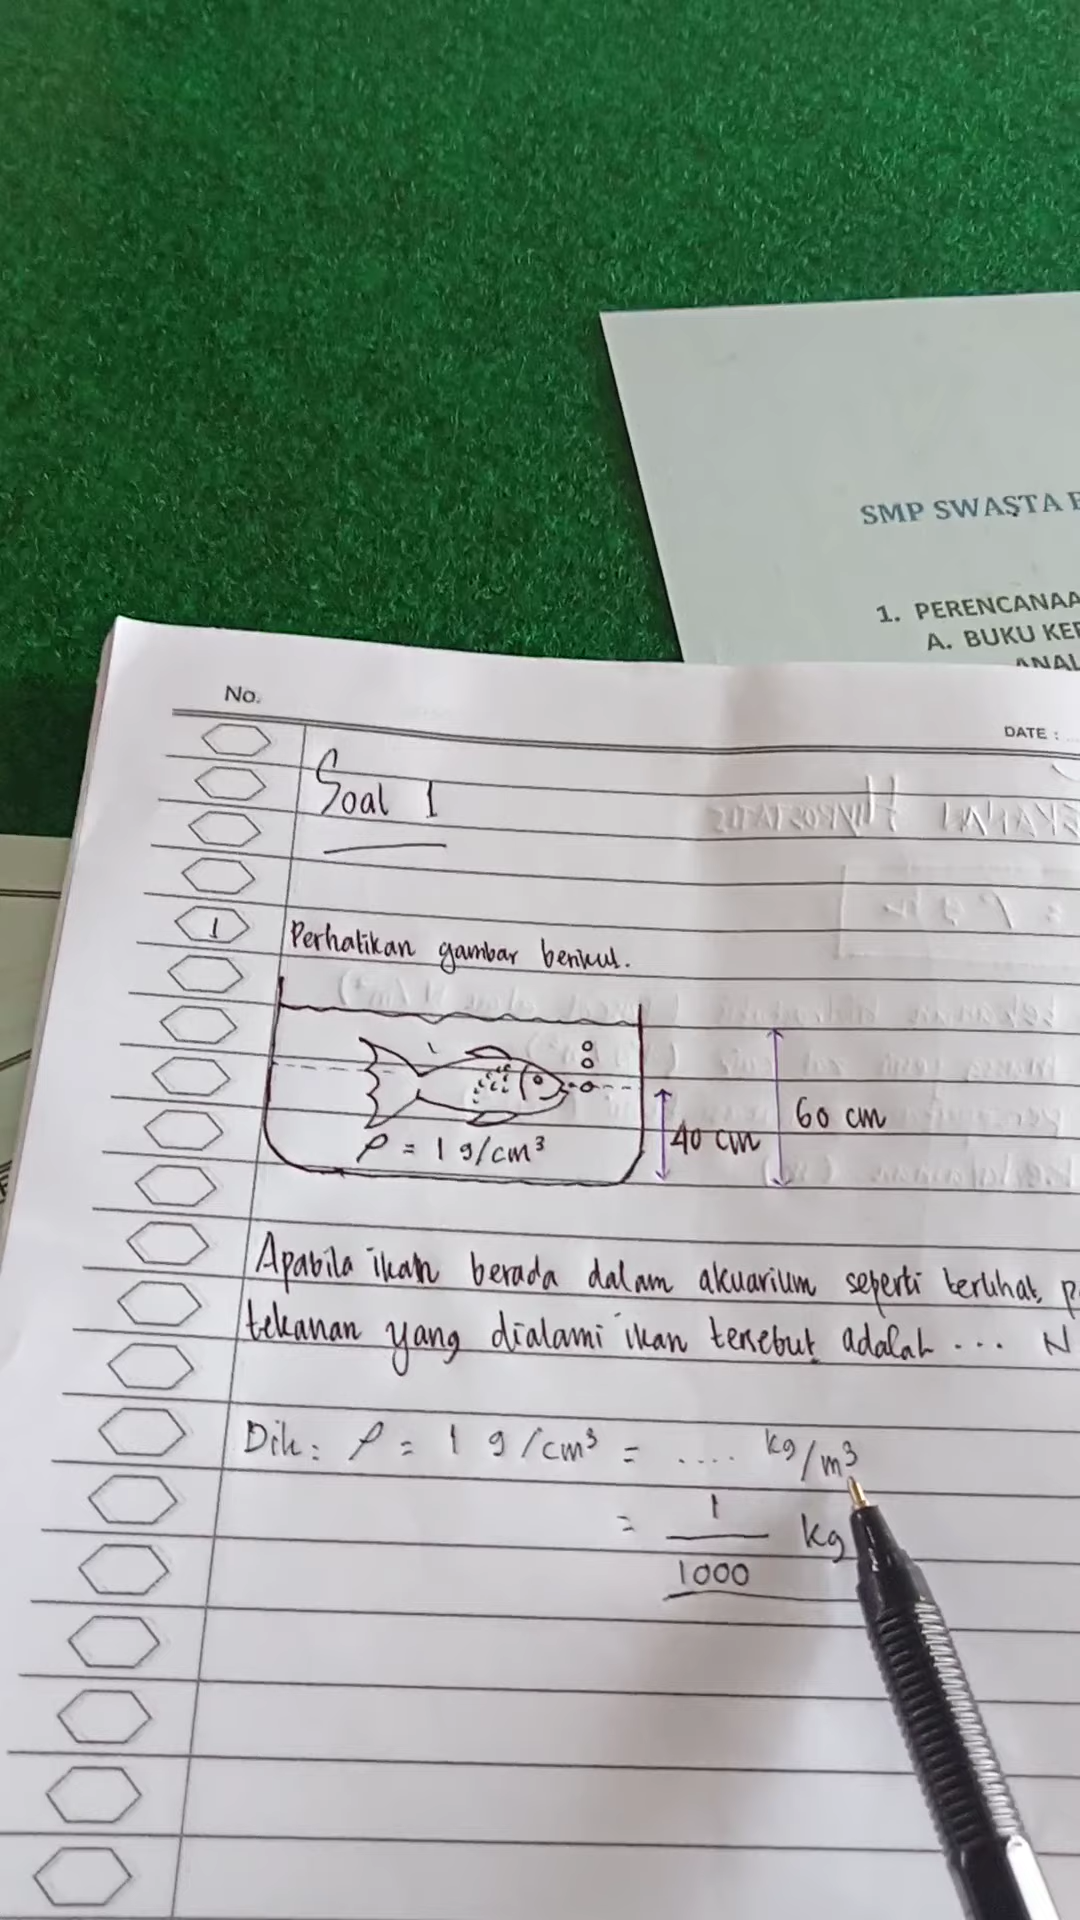 SMP SWASTA
1. PERENCANAA
A. BUKU KER
ANAL
No.
DATE :
Soal 1
1 Perhatikan gambar berikut.
60 cm
40 cm
ρ = 1 g/cm³
Apabila ikan berada dalam akuarium seperti terlihat,
tekanan yang dialami ikan tersebut adalah ... N
Dik: ρ = 1 g/cm³ = .... kg/m³
= 1/1000 kg